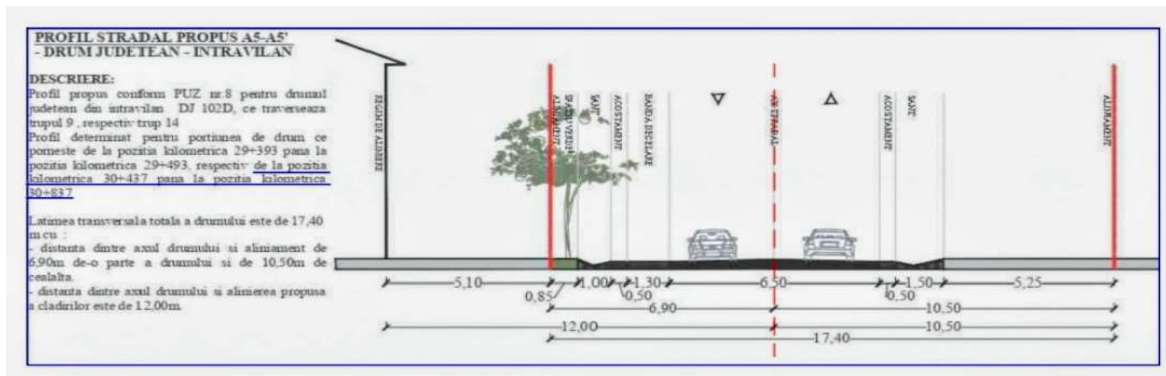 PROFIL STRADAL PROPUS A5-A5'
- DRUM JUDETEAN - INTRAVILAN
DESCRIERE:
Profil propus conform PUZ nr.8 pentru drumul
judetean din intravilan DJ 102D, ce traverseaza
trupul 9 , respectiv trup 14
Profil determinat pentru portiunea de drum ce
porneste de la pozitia kilometrica 29+393 pana la
pozitia kilometrica 29+493, respectiv de la pozitia
kilometrica 30+437 pana la pozitia kilometrica
30+837
Latimea transversala totala a drumului este de 17,40
m cu :
- distanta dintre axul drumului si aliniament de
6,90m de-o parte a drumului si de 10,50m de
cealalta.
- distanta dintre axul drumului si alinierea propusa
a cladirilor este de 12,00m.
REGIM DE ALINIERE
ALINIAMENT
SPATIU VERDE
SANT
ACOSTAMENT
BANDA DECELARE
AX STRADAL
ACOSTAMENT
SANT
ALINIAMENT
5,10
0,85
1,00
0,50
1,30
6,50
0,50
1,50
5,25
6,90
10,50
12,00
10,50
17,40